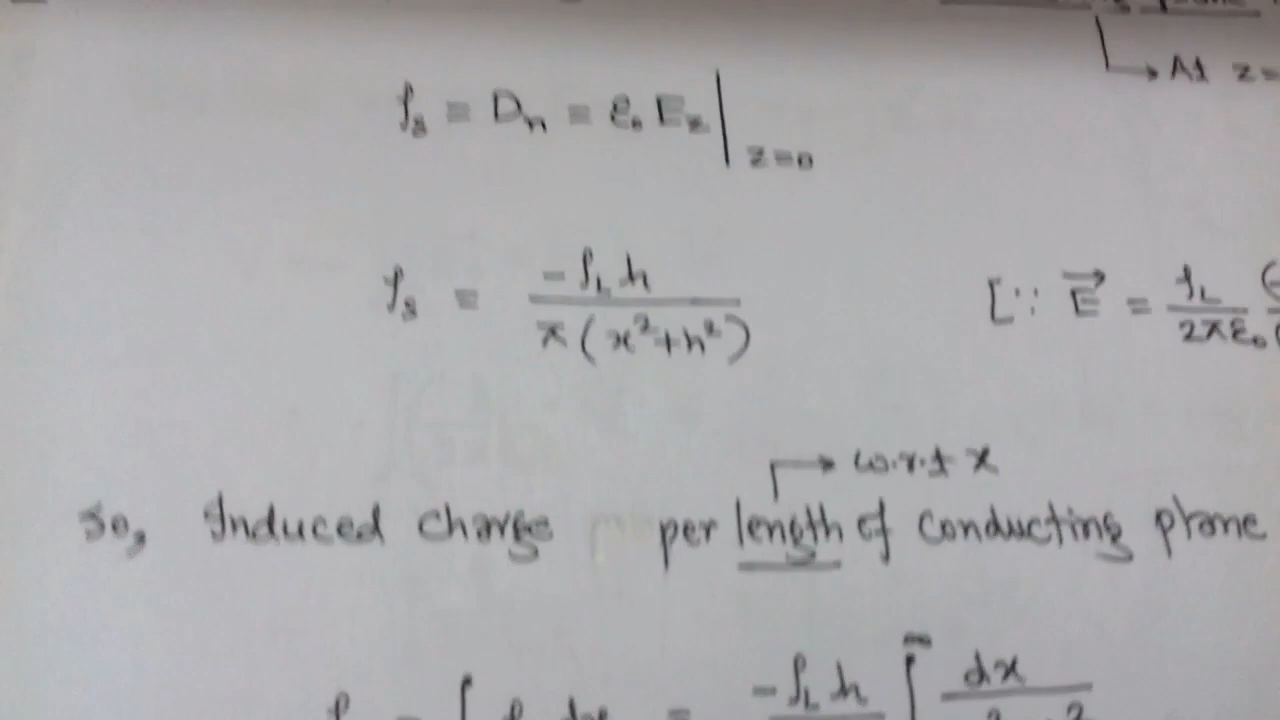 → At z=
ρs = Dn = ε₀ Ez | z=0
ρs = -ρL h / π(x²+h²) [∵ E⃗ = ρL / 2πε₀
→ w.r.t x
So, Induced charge per length of conducting plane
-ρL h ∫ dx